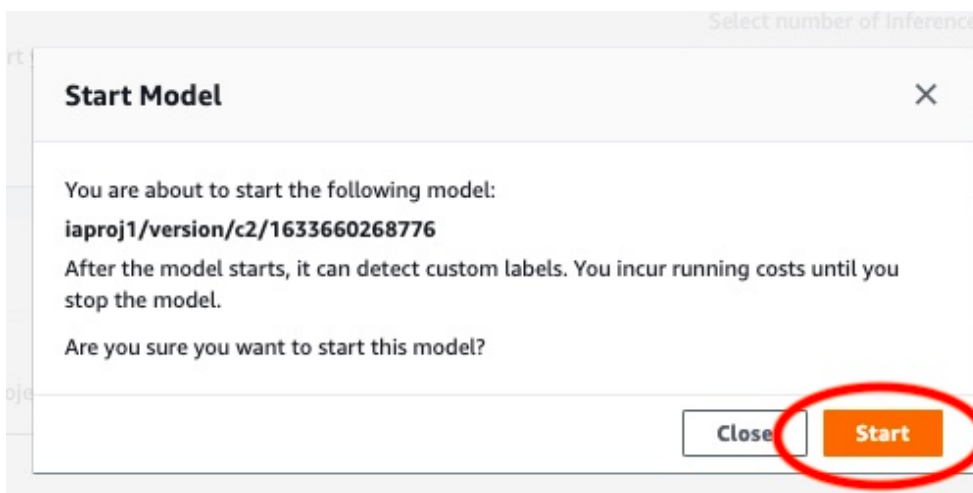 Select number of Inference
rt
Start Model
You are about to start the following model:
iaproj1/version/c2/1633660268776
After the model starts, it can detect custom labels. You incur running costs until you
stop the model.
Are you sure you want to start this model?
oje
Close
Start